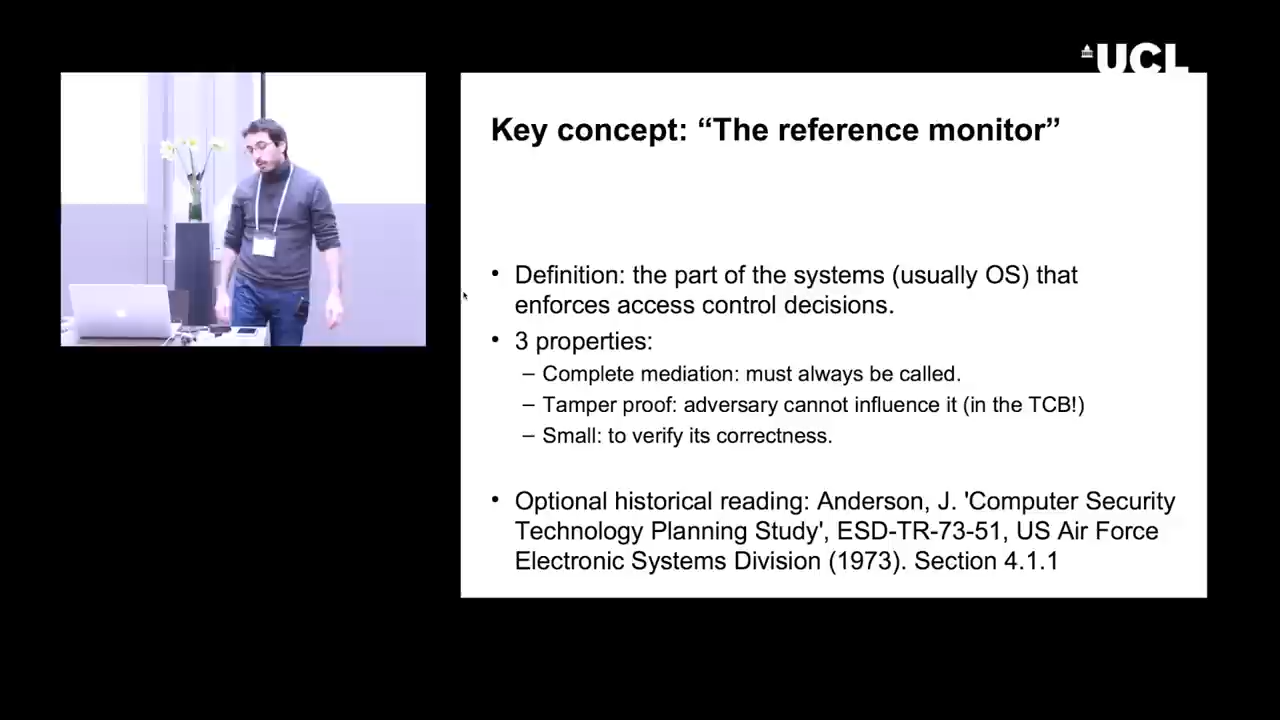 UCL
Key concept: “The reference monitor”
• Definition: the part of the systems (usually OS) that
enforces access control decisions.
• 3 properties:
– Complete mediation: must always be called.
– Tamper proof: adversary cannot influence it (in the TCB!)
– Small: to verify its correctness.
• Optional historical reading: Anderson, J. 'Computer Security
Technology Planning Study', ESD-TR-73-51, US Air Force
Electronic Systems Division (1973). Section 4.1.1